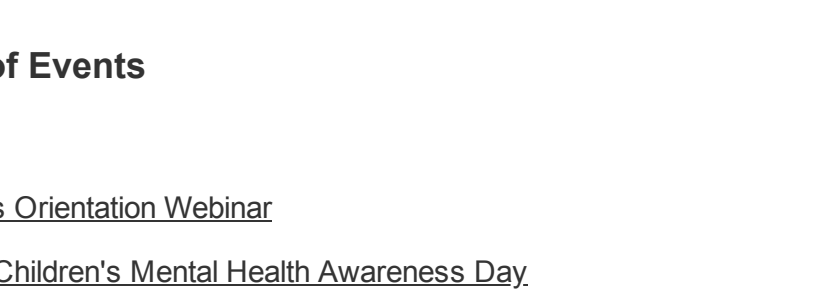 of Events
s Orientation Webinar
Children's Mental Health Awareness Day